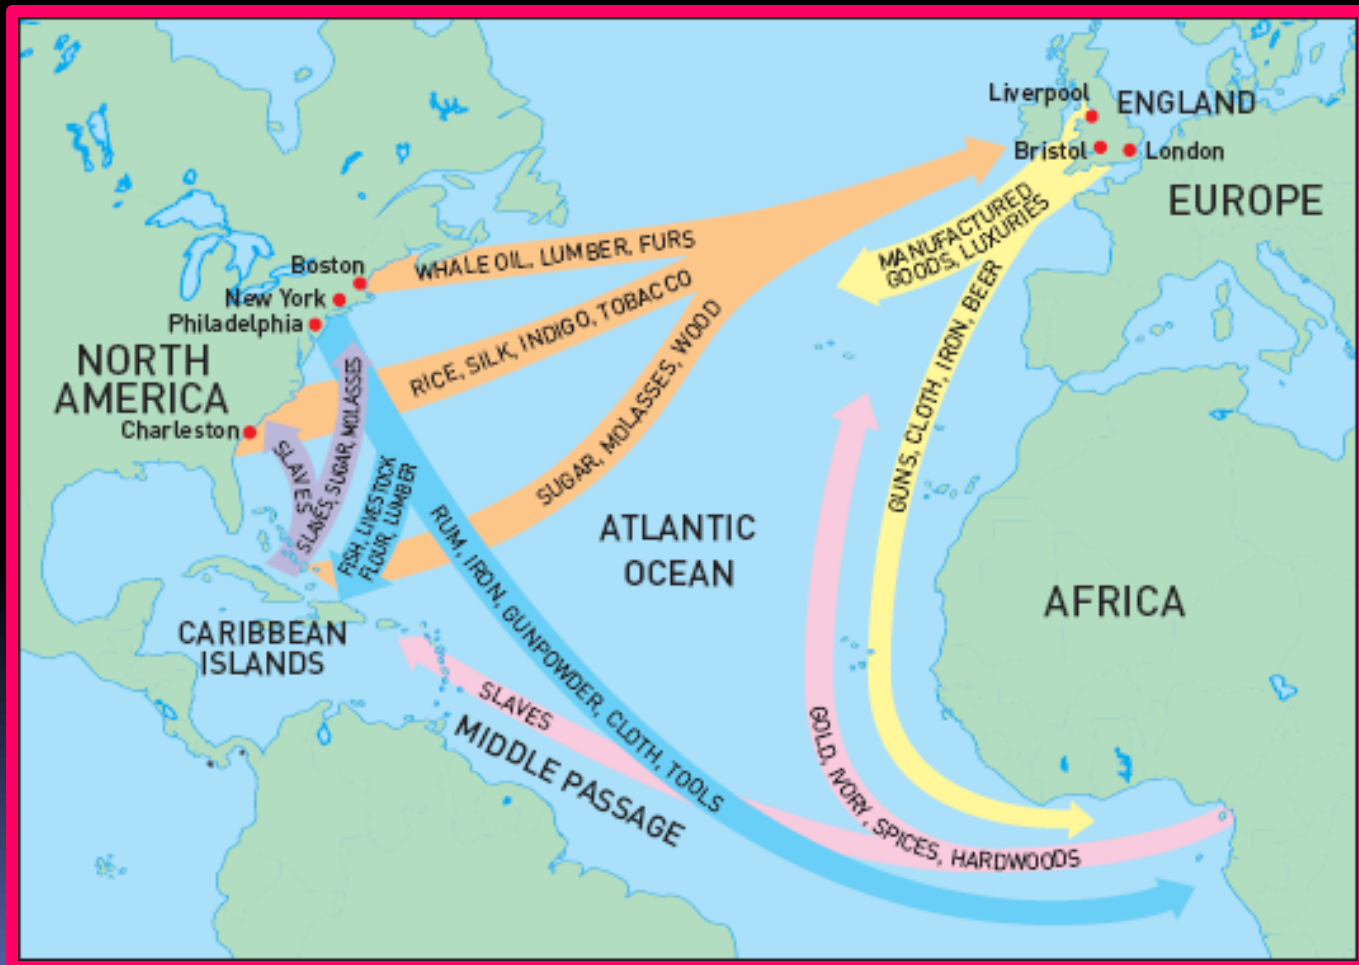 Liverpool
ENGLAND
Bristol
London
EUROPE
MANUFACTURED
GOODS, LUXURIES
WHALE OIL, LUMBER, FURS
Boston
New York
Philadelphia
RICE, SILK, INDIGO, TOBACCO
GUNS, CLOTH, IRON, BEER
NORTH
AMERICA
Charleston
SUGAR, MOLASSES, WOOD
SLAVES
SLAVES, SUGAR, MOLASSES
FISH, LIVESTOCK
FLOUR, LUMBER
RUM, IRON, GUNPOWDER, CLOTH, TOOLS
ATLANTIC
OCEAN
AFRICA
CARIBBEAN
ISLANDS
SLAVES
MIDDLE PASSAGE
GOLD, IVORY, SPICES, HARDWOODS